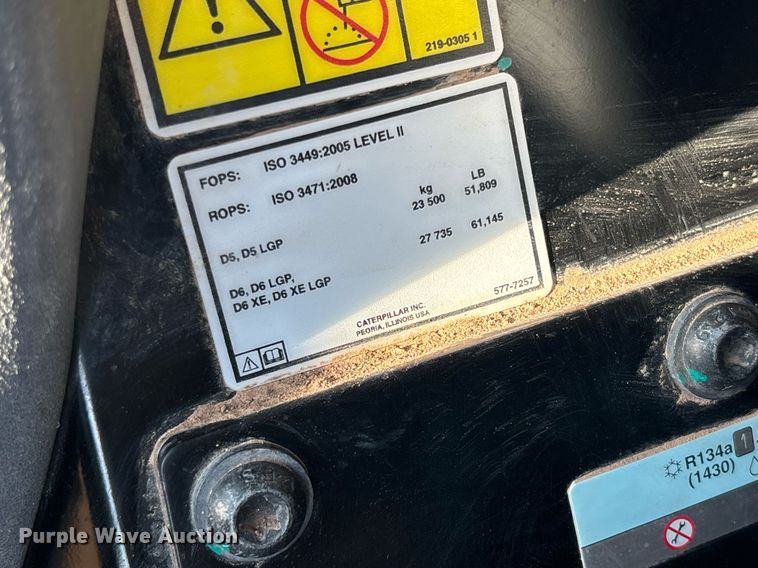 219-0305 1
FOPS: ISO 3449:2005 LEVEL II
ROPS: ISO 3471:2008
kg LB
D5, D5 LGP 23 500 51,809
D6, D6 LGP, 27 735 61,145
D6 XE, D6 XE LGP
CATERPILLAR INC.
PEORIA, ILLINOIS USA
577-7257
R134a 1
(1430)
Purple Wave Auction